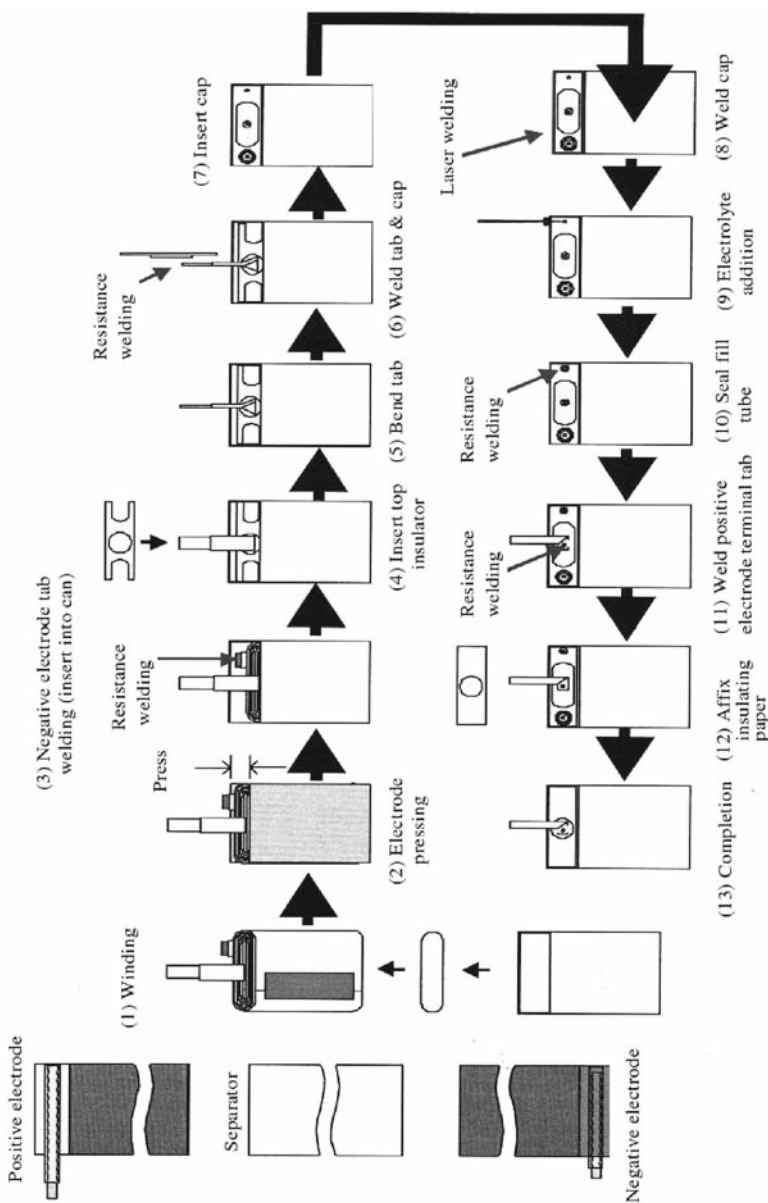 Positive electrode
Separator
Negative electrode
(1) Winding
(2) Electrode
pressing
Press
(3) Negative electrode tab
welding (insert into can)
Resistance
welding
(4) Insert top
insulator
(5) Bend tab
Resistance
welding
(6) Weld tab & cap
(7) Insert cap
Laser welding
(8) Weld cap
(9) Electrolyte
addition
Resistance
welding
(10) Seal fill
tube
Resistance
welding
(11) Weld positive
electrode terminal tab
(12) Affix
insulating
paper
(13) Completion